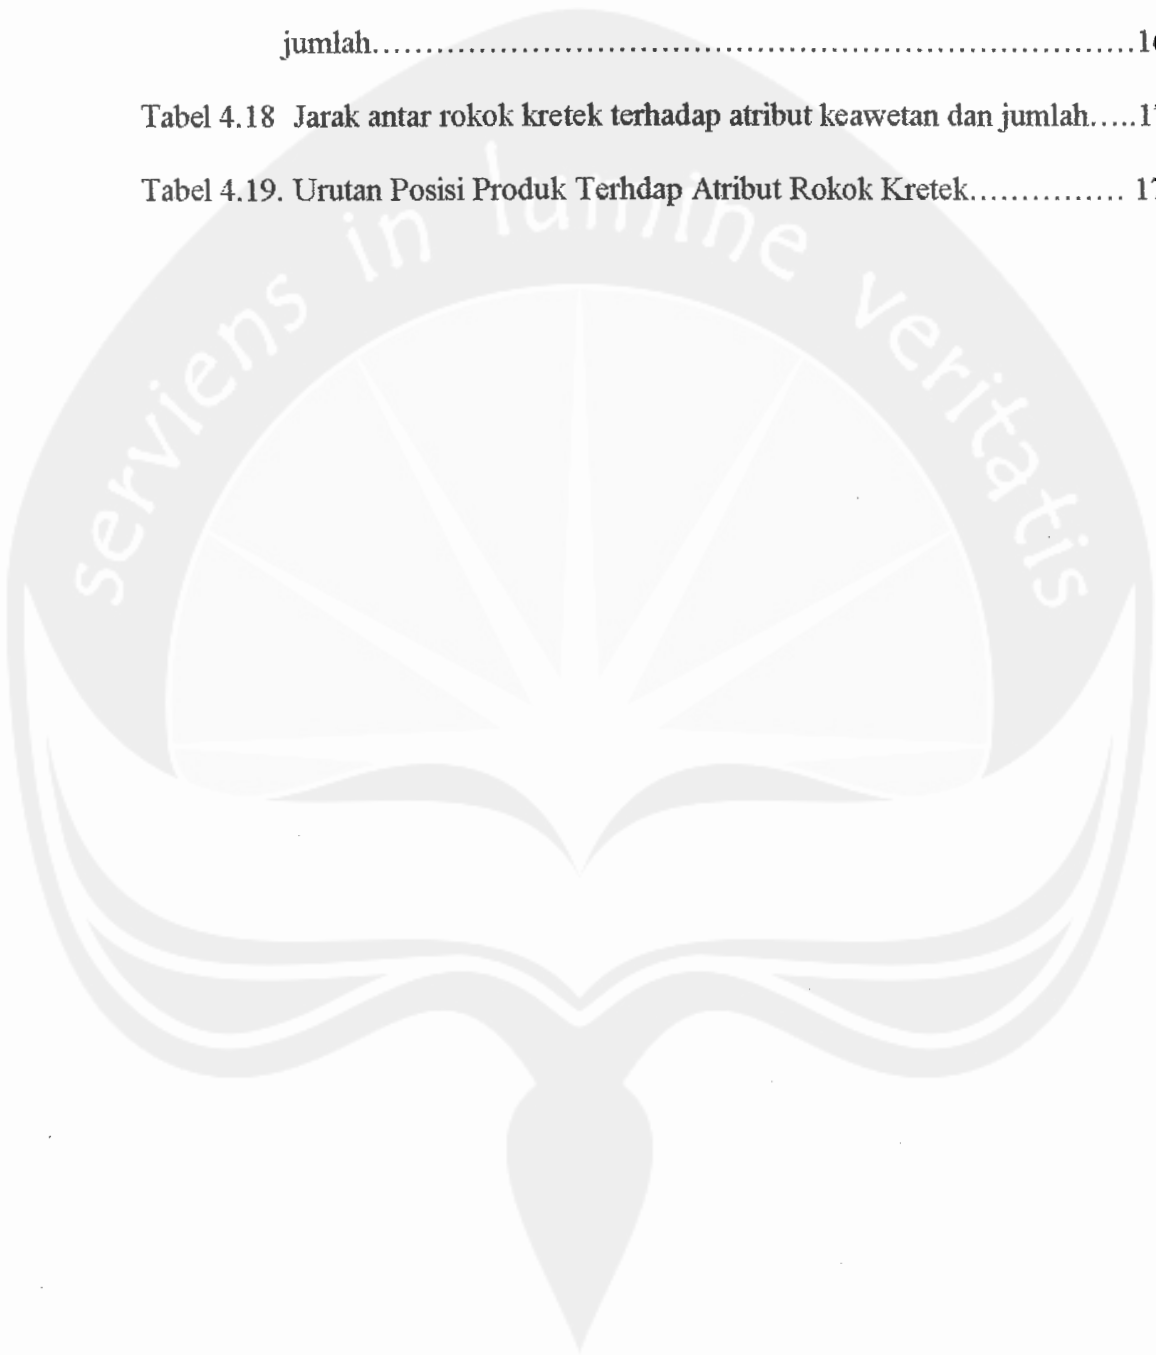 jumlah.....................................................................
Tabel 4.18 Jarak antar rokok kretek terhadap atribut keawetan dan jumlah.....
Tabel 4.19. Urutan Posisi Produk Terhdap Atribut Rokok Kretek...............
serviens in lumine veritatis